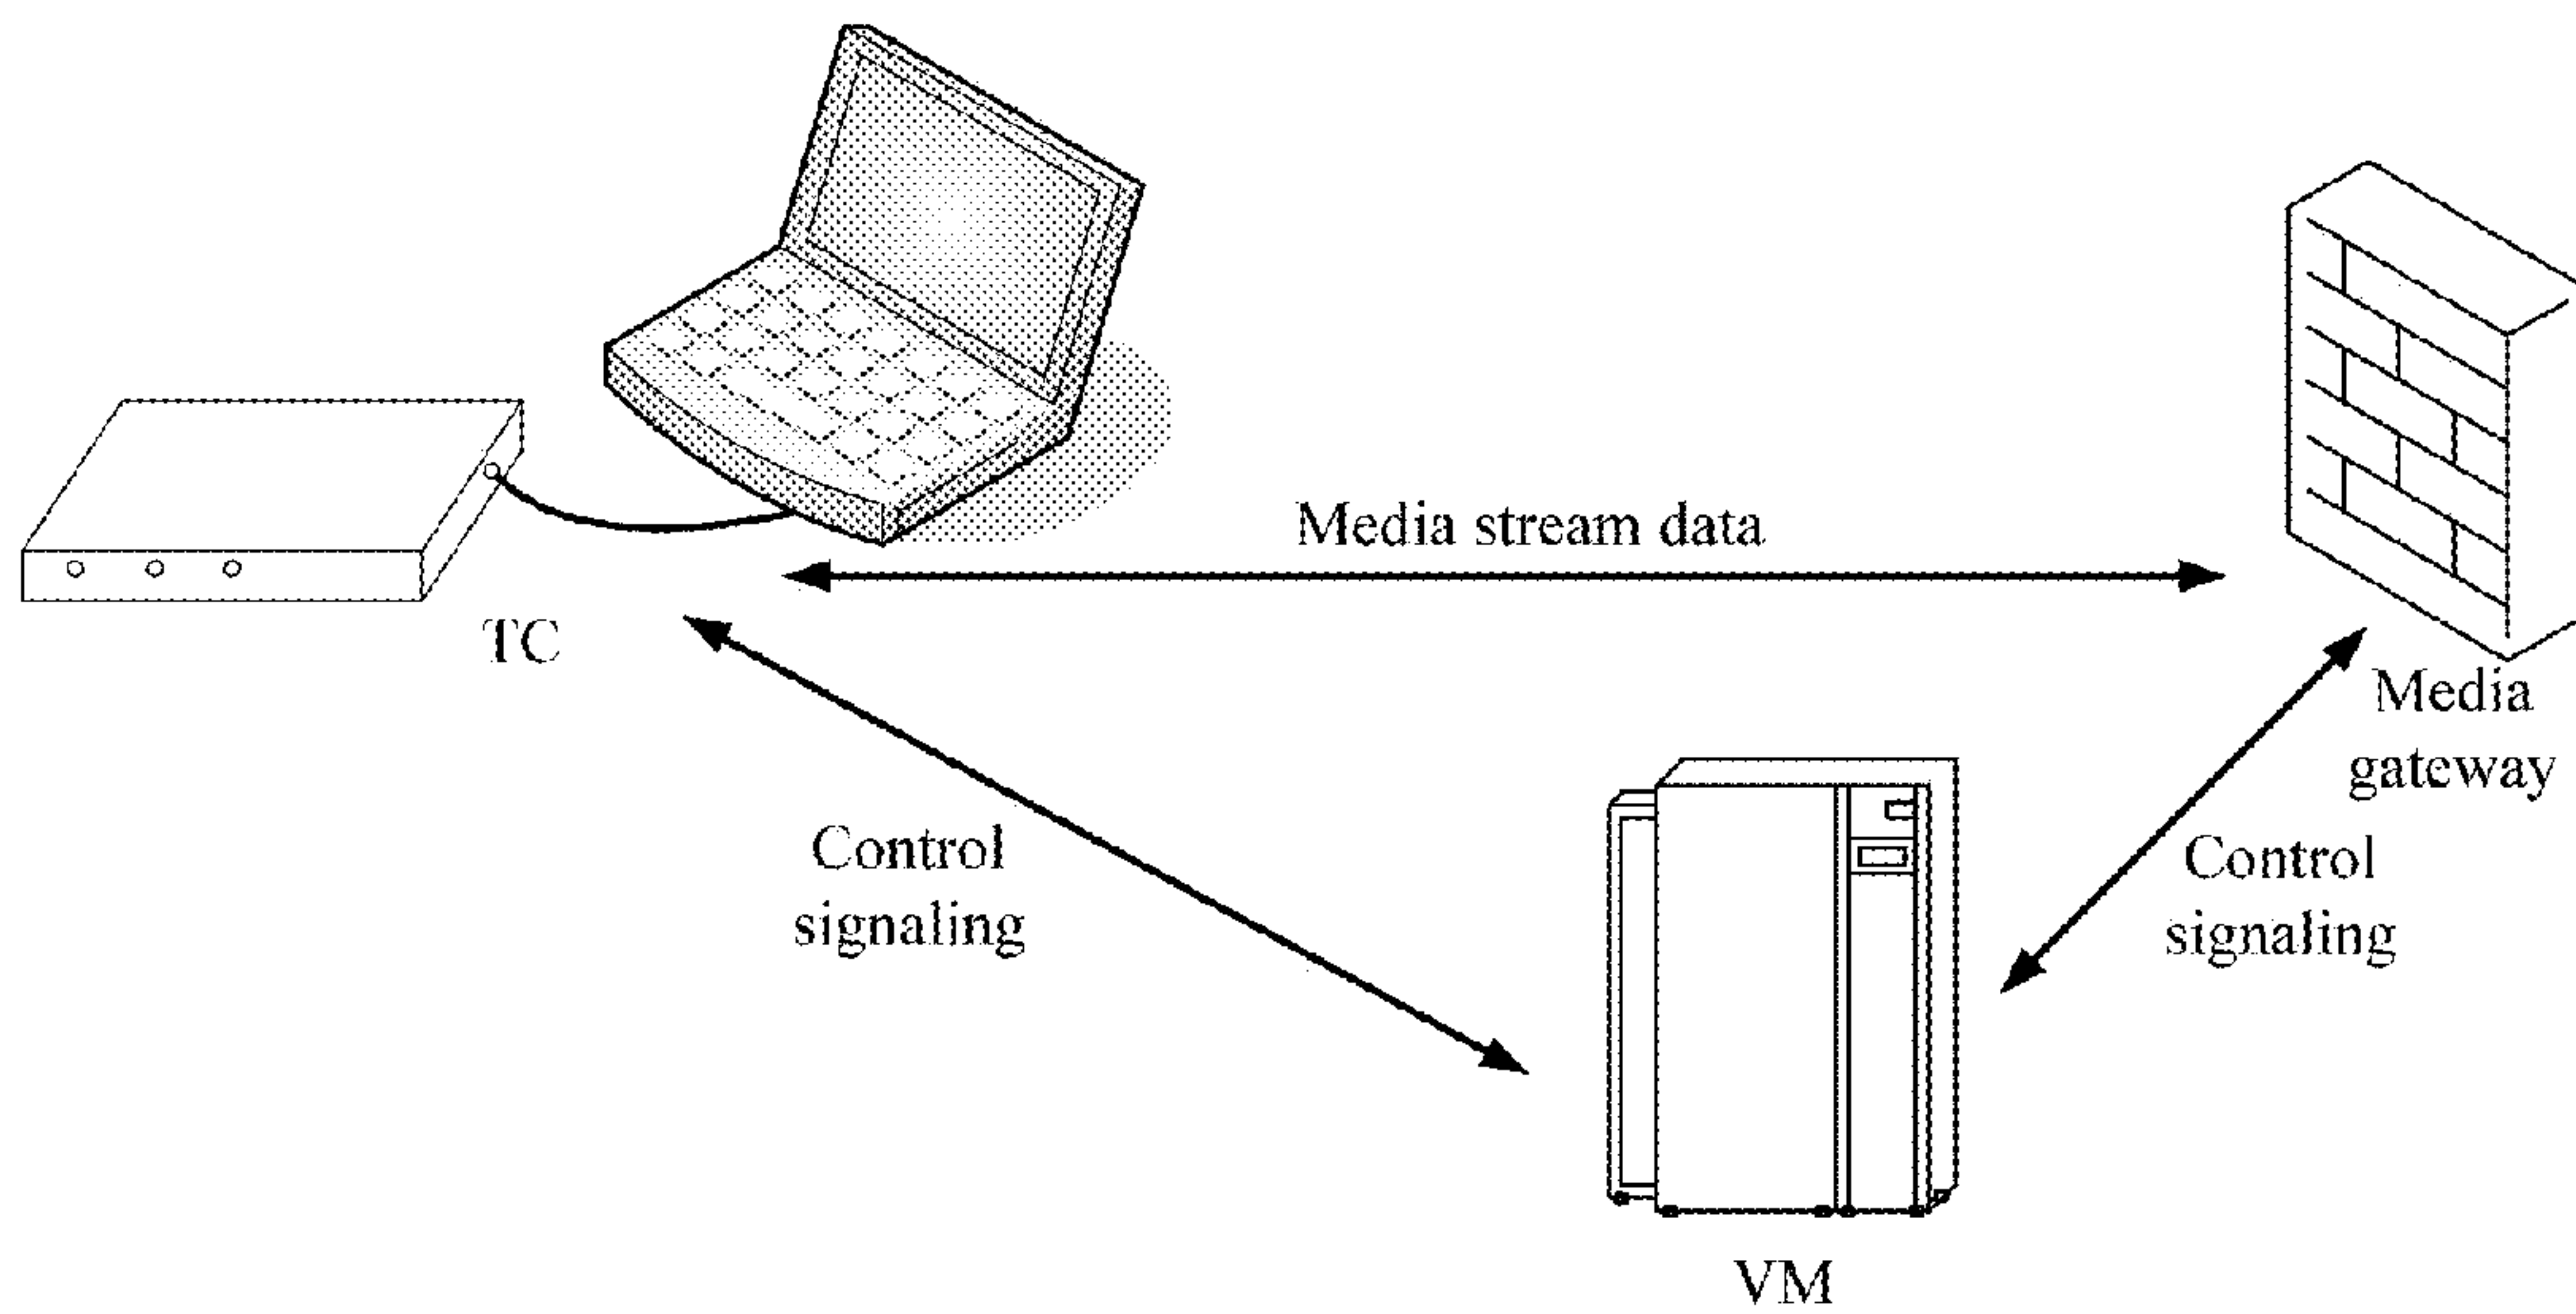 Media stream data
TC
Media
gateway
Control
signaling
Control
signaling
VM